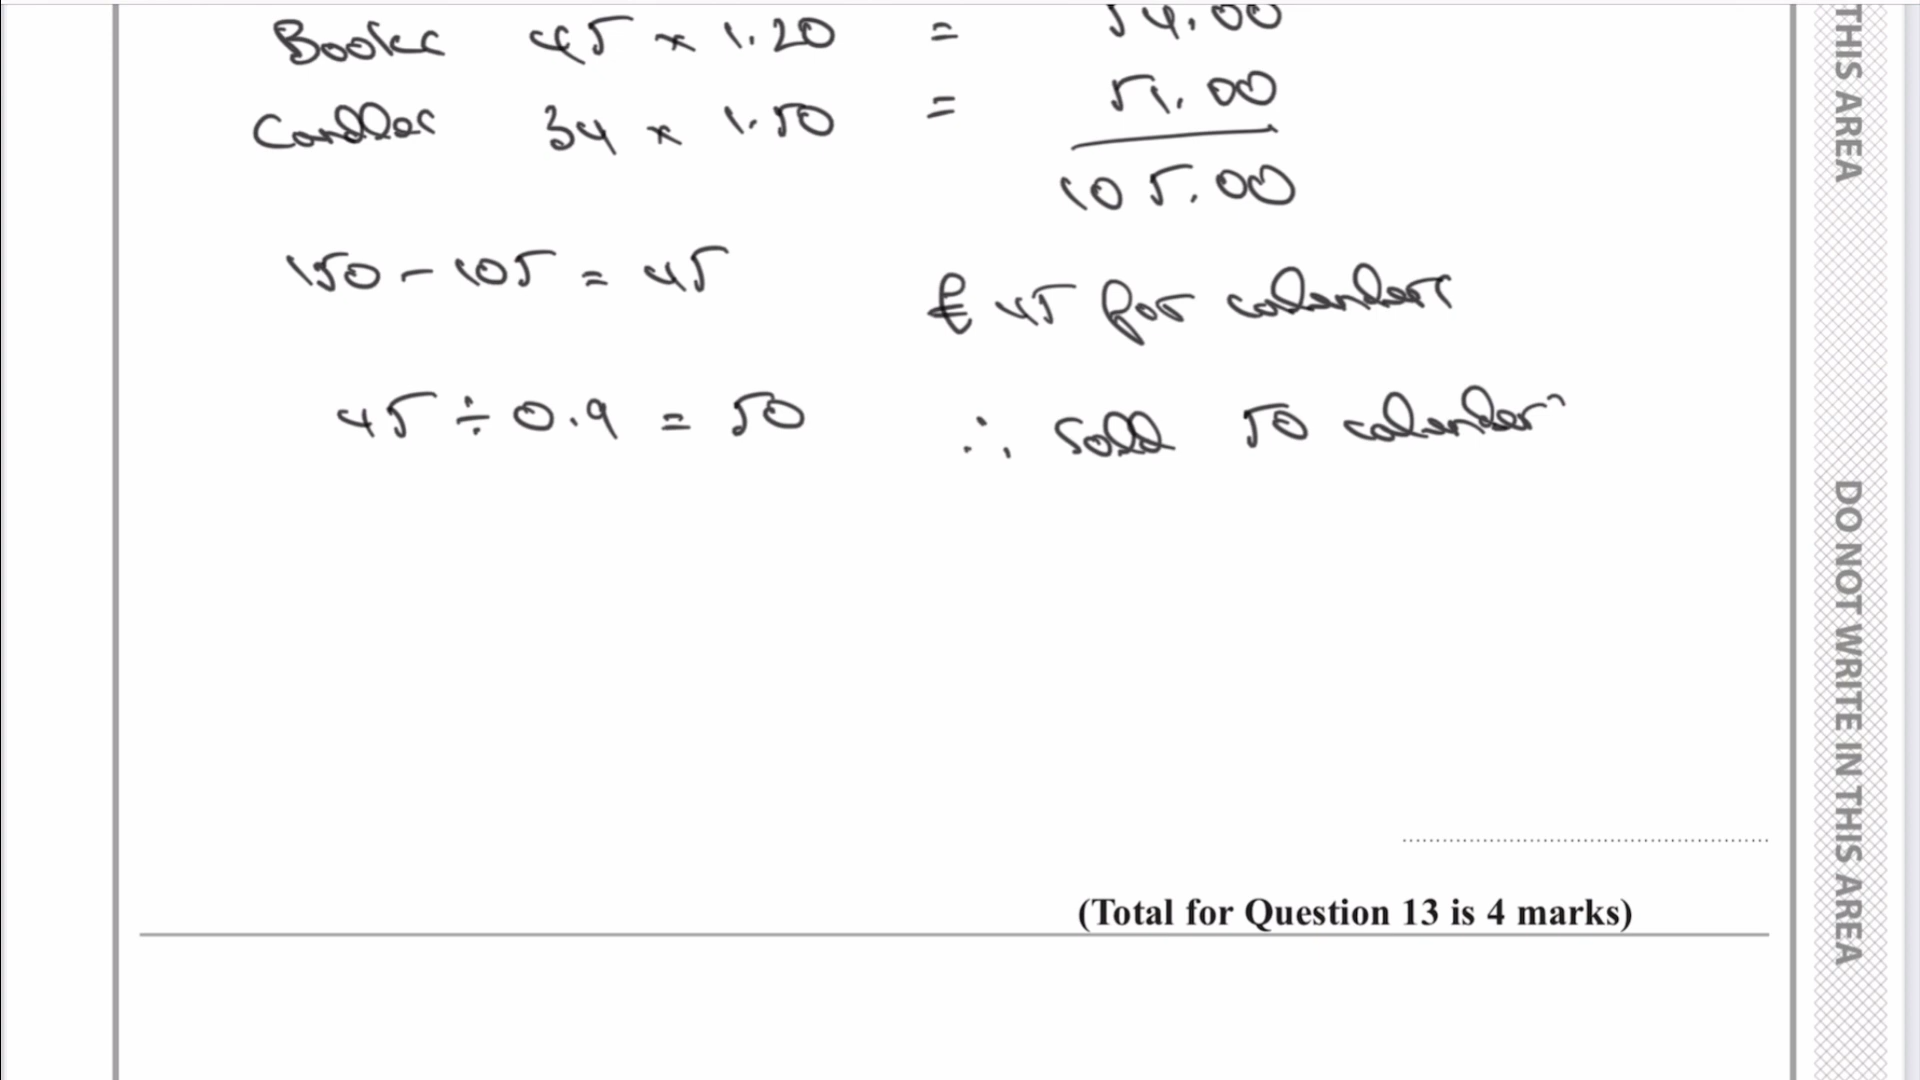 Books 45 × 1.20 = 54.00
Candles 34 × 1.50 = 51.00
105.00
150 - 105 = 45
£45 for calenders
45 ÷ 0.9 = 50
∴ sold 50 calenders
(Total for Question 13 is 4 marks)
THIS AREA
DO NOT WRITE IN THIS AREA